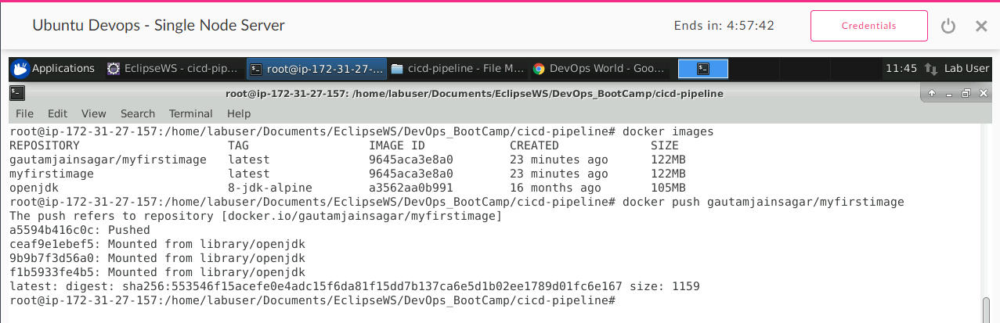 Ubuntu Devops - Single Node Server Ends in: 4:57:42 Credentials
Applications EclipseWS - cicd-pip... root@ip-172-31-27-... cicd-pipeline - File M... DevOps World - Goo... 11:45 Lab User
root@ip-172-31-27-157: /home/labuser/Documents/EclipseWS/DevOps_BootCamp/cicd-pipeline
File Edit View Search Terminal Help
root@ip-172-31-27-157:/home/labuser/Documents/EclipseWS/DevOps_BootCamp/cicd-pipeline# docker images
REPOSITORY TAG IMAGE ID CREATED SIZE
gautamjainsagar/myfirstimage latest 9645aca3e8a0 23 minutes ago 122MB
myfirstimage latest 9645aca3e8a0 23 minutes ago 122MB
openjdk 8-jdk-alpine a3562aa0b991 16 months ago 105MB
root@ip-172-31-27-157:/home/labuser/Documents/EclipseWS/DevOps_BootCamp/cicd-pipeline# docker push gautamjainsagar/myfirstimage
The push refers to repository [docker.io/gautamjainsagar/myfirstimage]
a5594b416c0c: Pushed
ceaf9e1ebef5: Mounted from library/openjdk
9b9b7f3d56a0: Mounted from library/openjdk
f1b5933fe4b5: Mounted from library/openjdk
latest: digest: sha256:553546f15acefe0e4adc15f6da81f15dd7b137ca6e5d1b02ee1789d01fc6e167 size: 1159
root@ip-172-31-27-157:/home/labuser/Documents/EclipseWS/DevOps_BootCamp/cicd-pipeline#